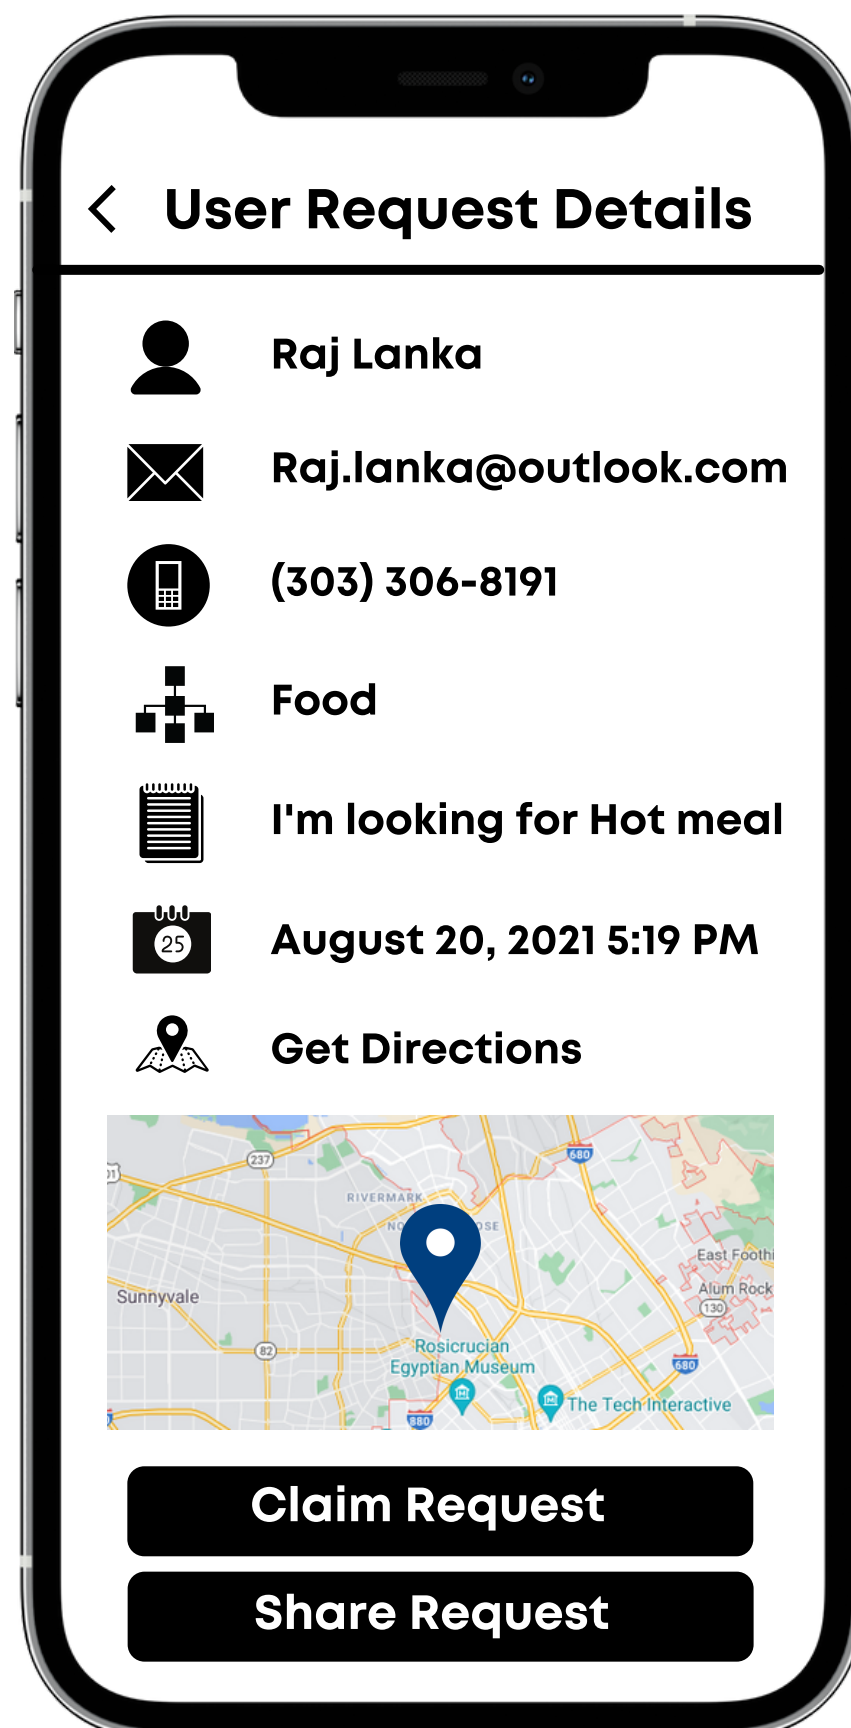 User Request Details
Raj Lanka
Raj.lanka@outlook.com
(303) 306-8191
Food
I'm looking for Hot meal
25
August 20, 2021 5:19 PM
Get Directions
237
680
RIVERMARK
East Foothi
Alum Rock
130
Sunnyvale
82
Rosicrucian
Egyptian Museum
680
The Tech Interactive
880
Claim Request
Share Request